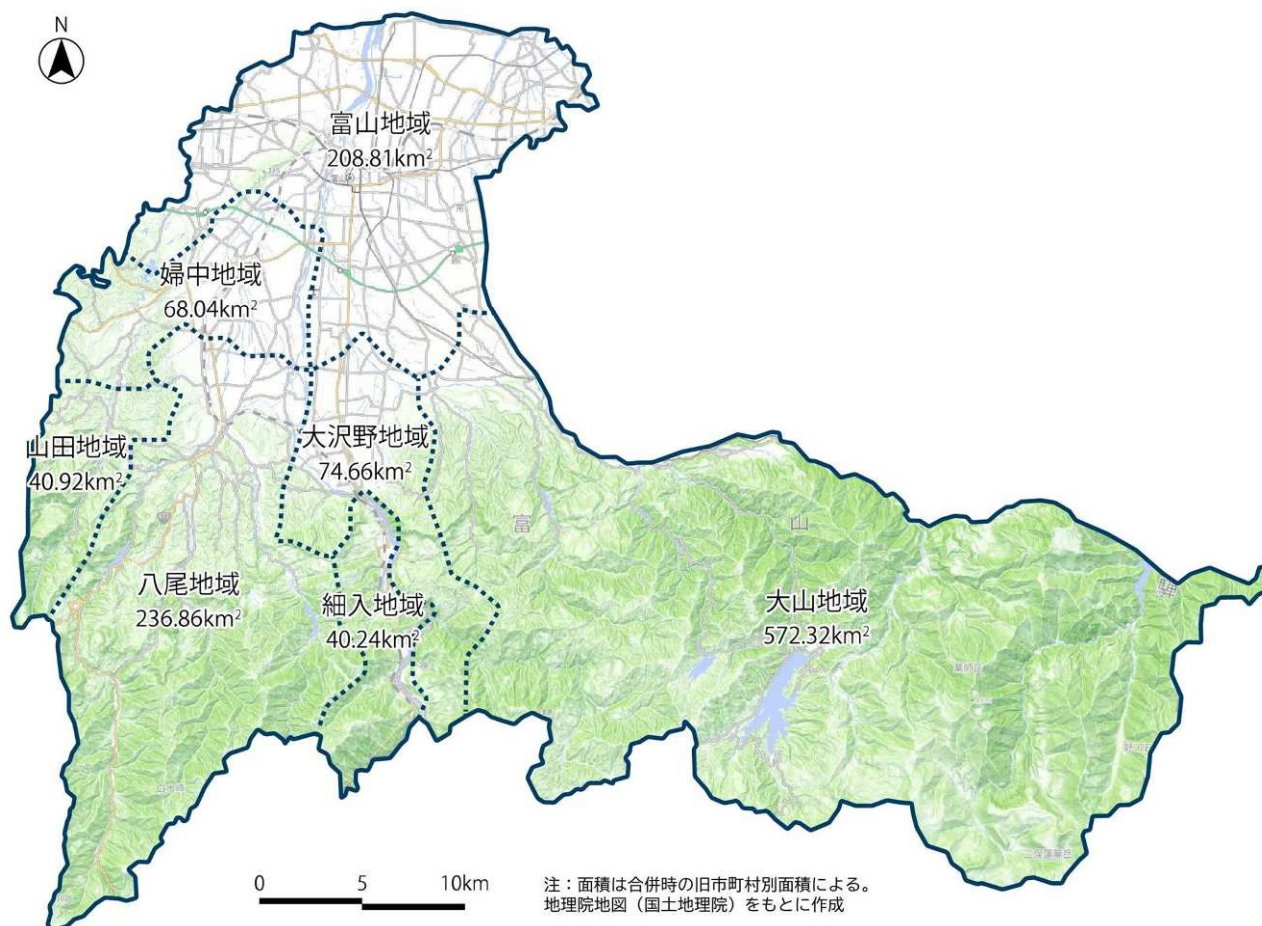 N
富山地域
208.81km²
婦中地域
68.04km²
山田地域
40.92km²
大沢野地域
74.66km²
八尾地域
236.86km²
細入地域
40.24km²
大山地域
572.32km²
富
山
0 5 10km
注：面積は合併時の旧市町村別面積による。
地理院地図（国土地理院）をもとに作成